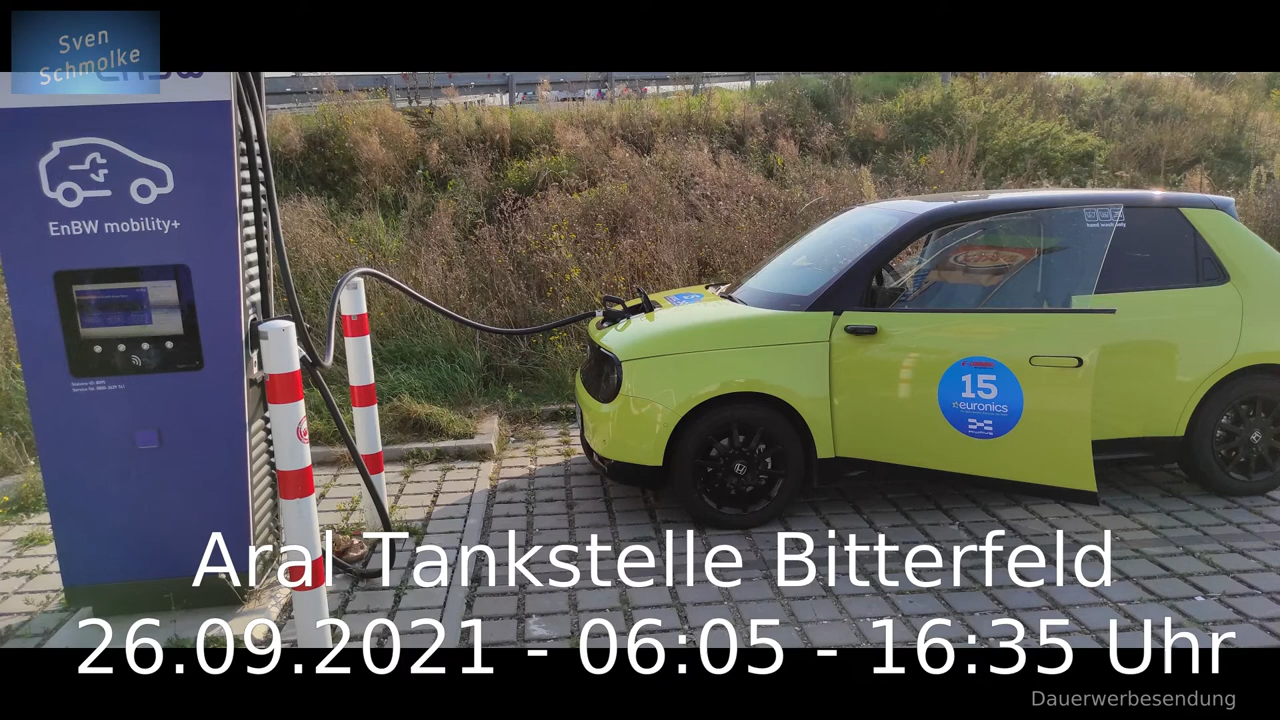 Sven
Schmolke
EnBW mobility+
15
euronics
Aral Tankstelle Bitterfeld
26.09.2021 - 06:05 - 16:35 Uhr
Dauerwerbesendung